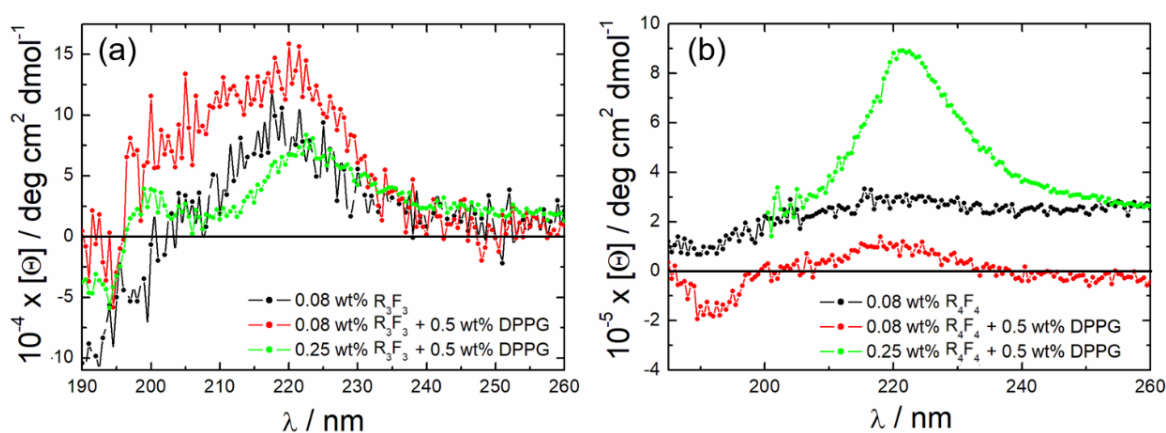 (a)
10⁻⁴ x [Θ] / deg cm² dmol⁻¹
15
10
5
0
-5
-10
0.08 wt% R₃F₃
0.08 wt% R₃F₃ + 0.5 wt% DPPG
0.25 wt% R₃F₃ + 0.5 wt% DPPG
190 200 210 220 230 240 250 260
λ / nm
(b)
10⁻⁵ x [Θ] / deg cm² dmol⁻¹
10
8
6
4
2
0
-2
-4
0.08 wt% R₄F₄
0.08 wt% R₄F₄ + 0.5 wt% DPPG
0.25 wt% R₄F₄ + 0.5 wt% DPPG
200 220 240 260
λ / nm